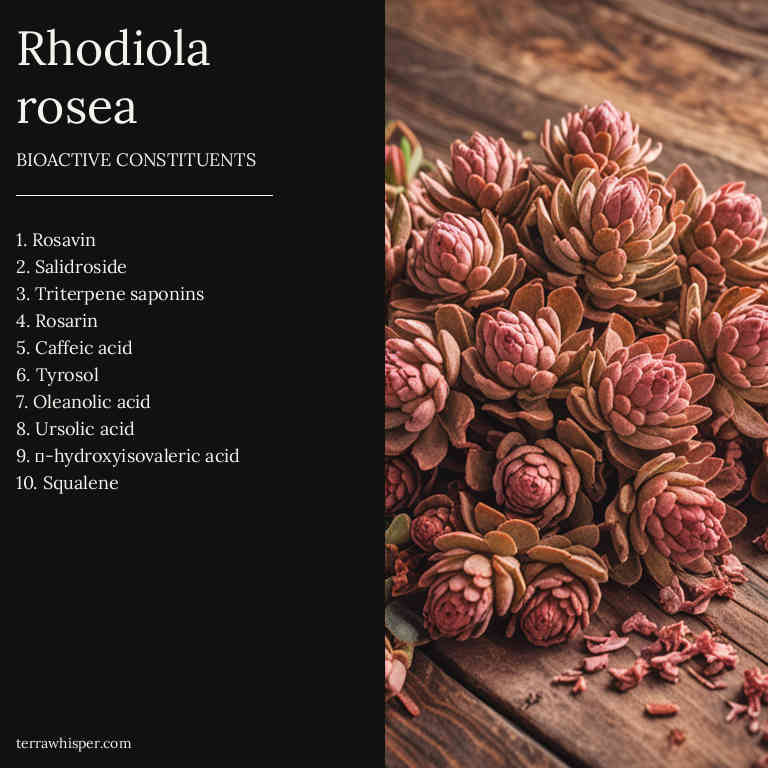 Rhodiola
rosea
BIOACTIVE CONSTITUENTS
1. Rosavin
2. Salidroside
3. Triterpene saponins
4. Rosarin
5. Caffeic acid
6. Tyrosol
7. Oleanolic acid
8. Ursolic acid
9. □-hydroxyisovaleric acid
10. Squalene
terrawhisper.com